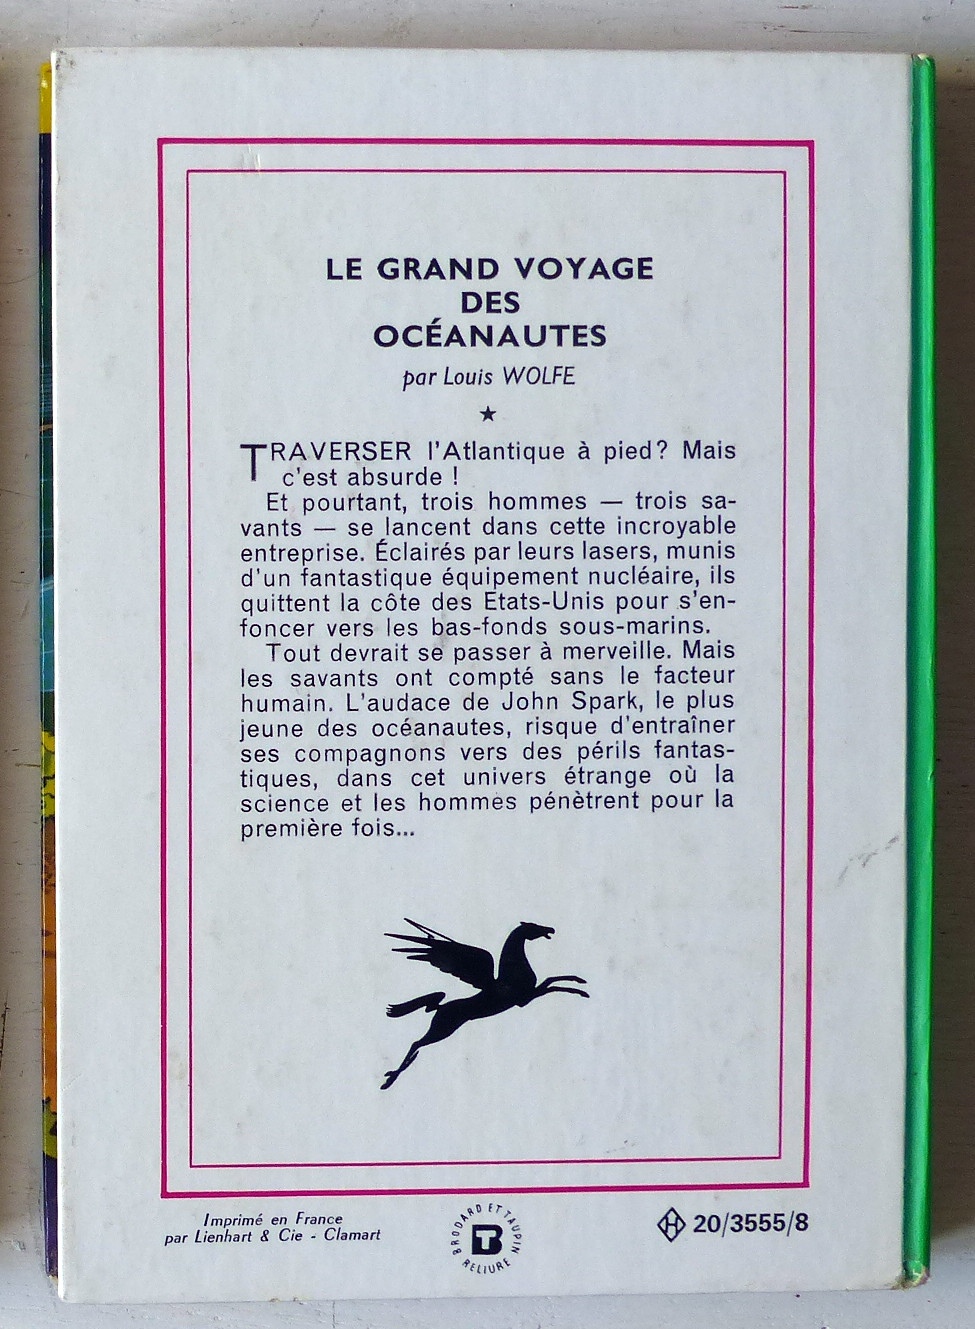 LE GRAND VOYAGE
DES
OCÉANAUTES
par Louis WOLFE
★
TRAVERSER l'Atlantique à pied? Mais
c'est absurde !
Et pourtant, trois hommes — trois sa-
vants — se lancent dans cette incroyable
entreprise. Éclairés par leurs lasers, munis
d'un fantastique équipement nucléaire, ils
quittent la côte des Etats-Unis pour s'en-
foncer vers les bas-fonds sous-marins.
Tout devrait se passer à merveille. Mais
les savants ont compté sans le facteur
humain. L'audace de John Spark, le plus
jeune des océanautes, risque d'entraîner
ses compagnons vers des périls fantas-
tiques, dans cet univers étrange où la
science et les hommes pénètrent pour la
première fois...
Imprimé en France
par Lienhart & Cie - Clamart
BRODARD ET TAUPIN
BT
RELIURE
H 20/3555/8